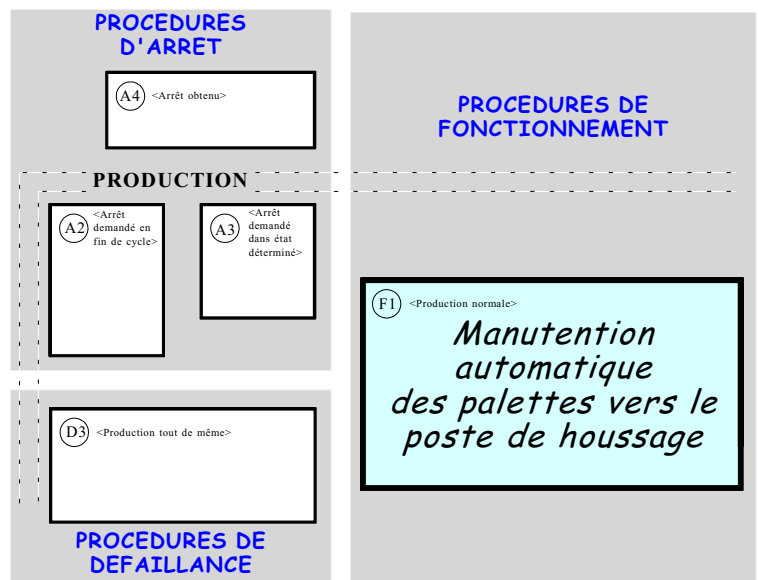 PROCEDURES
D'ARRET
A4 <Arrêt obtenu>
PROCEDURES DE
FONCTIONNEMENT
PRODUCTION
A2 <Arrêt
demandé en
fin de cycle>
A3 <Arrêt
demandé
dans état
déterminé>
F1 <Production normale>
Manutention
automatique
des palettes vers le
poste de houssage
D3 <Production tout de même>
PROCEDURES DE
DEFAILLANCE